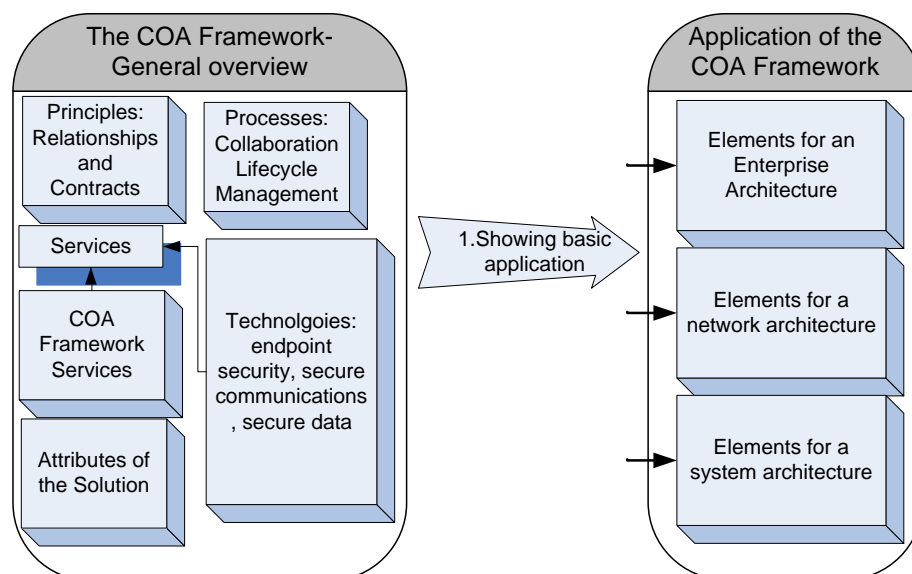 The COA Framework-
General overview
Principles:
Relationships
and
Contracts
Processes:
Collaboration
Lifecycle
Management
Services
COA
Framework
Services
Technolgoies:
endpoint
security, secure
communications
, secure data
Attributes of
the Solution
1.Showing basic
application
Application of the
COA Framework
Elements for an
Enterprise
Architecture
Elements for a
network architecture
Elements for a
system architecture